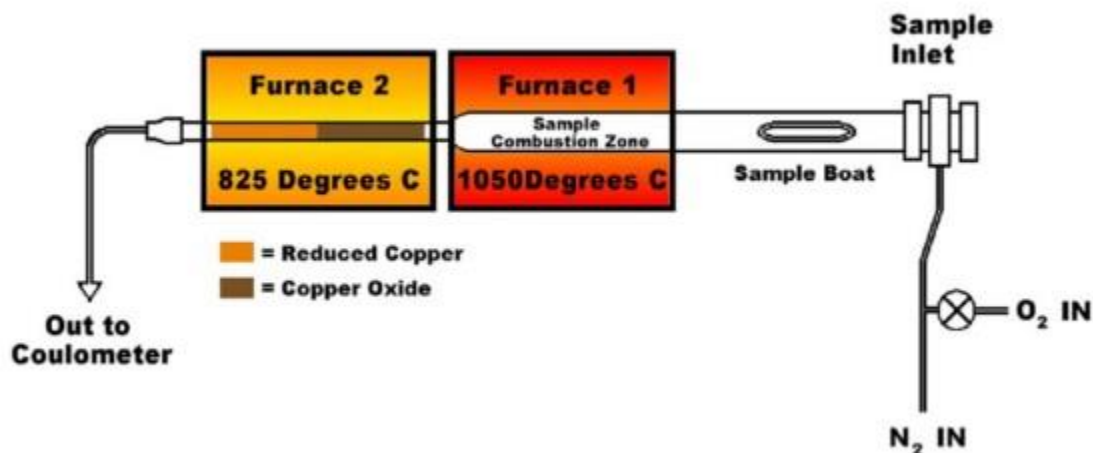 Sample
Inlet
Furnace 2
Furnace 1
Sample
Combustion Zone
825 Degrees C
1050Degrees C
Sample Boat
= Reduced Copper
= Copper Oxide
Out to
Coulometer
O₂ IN
N₂ IN